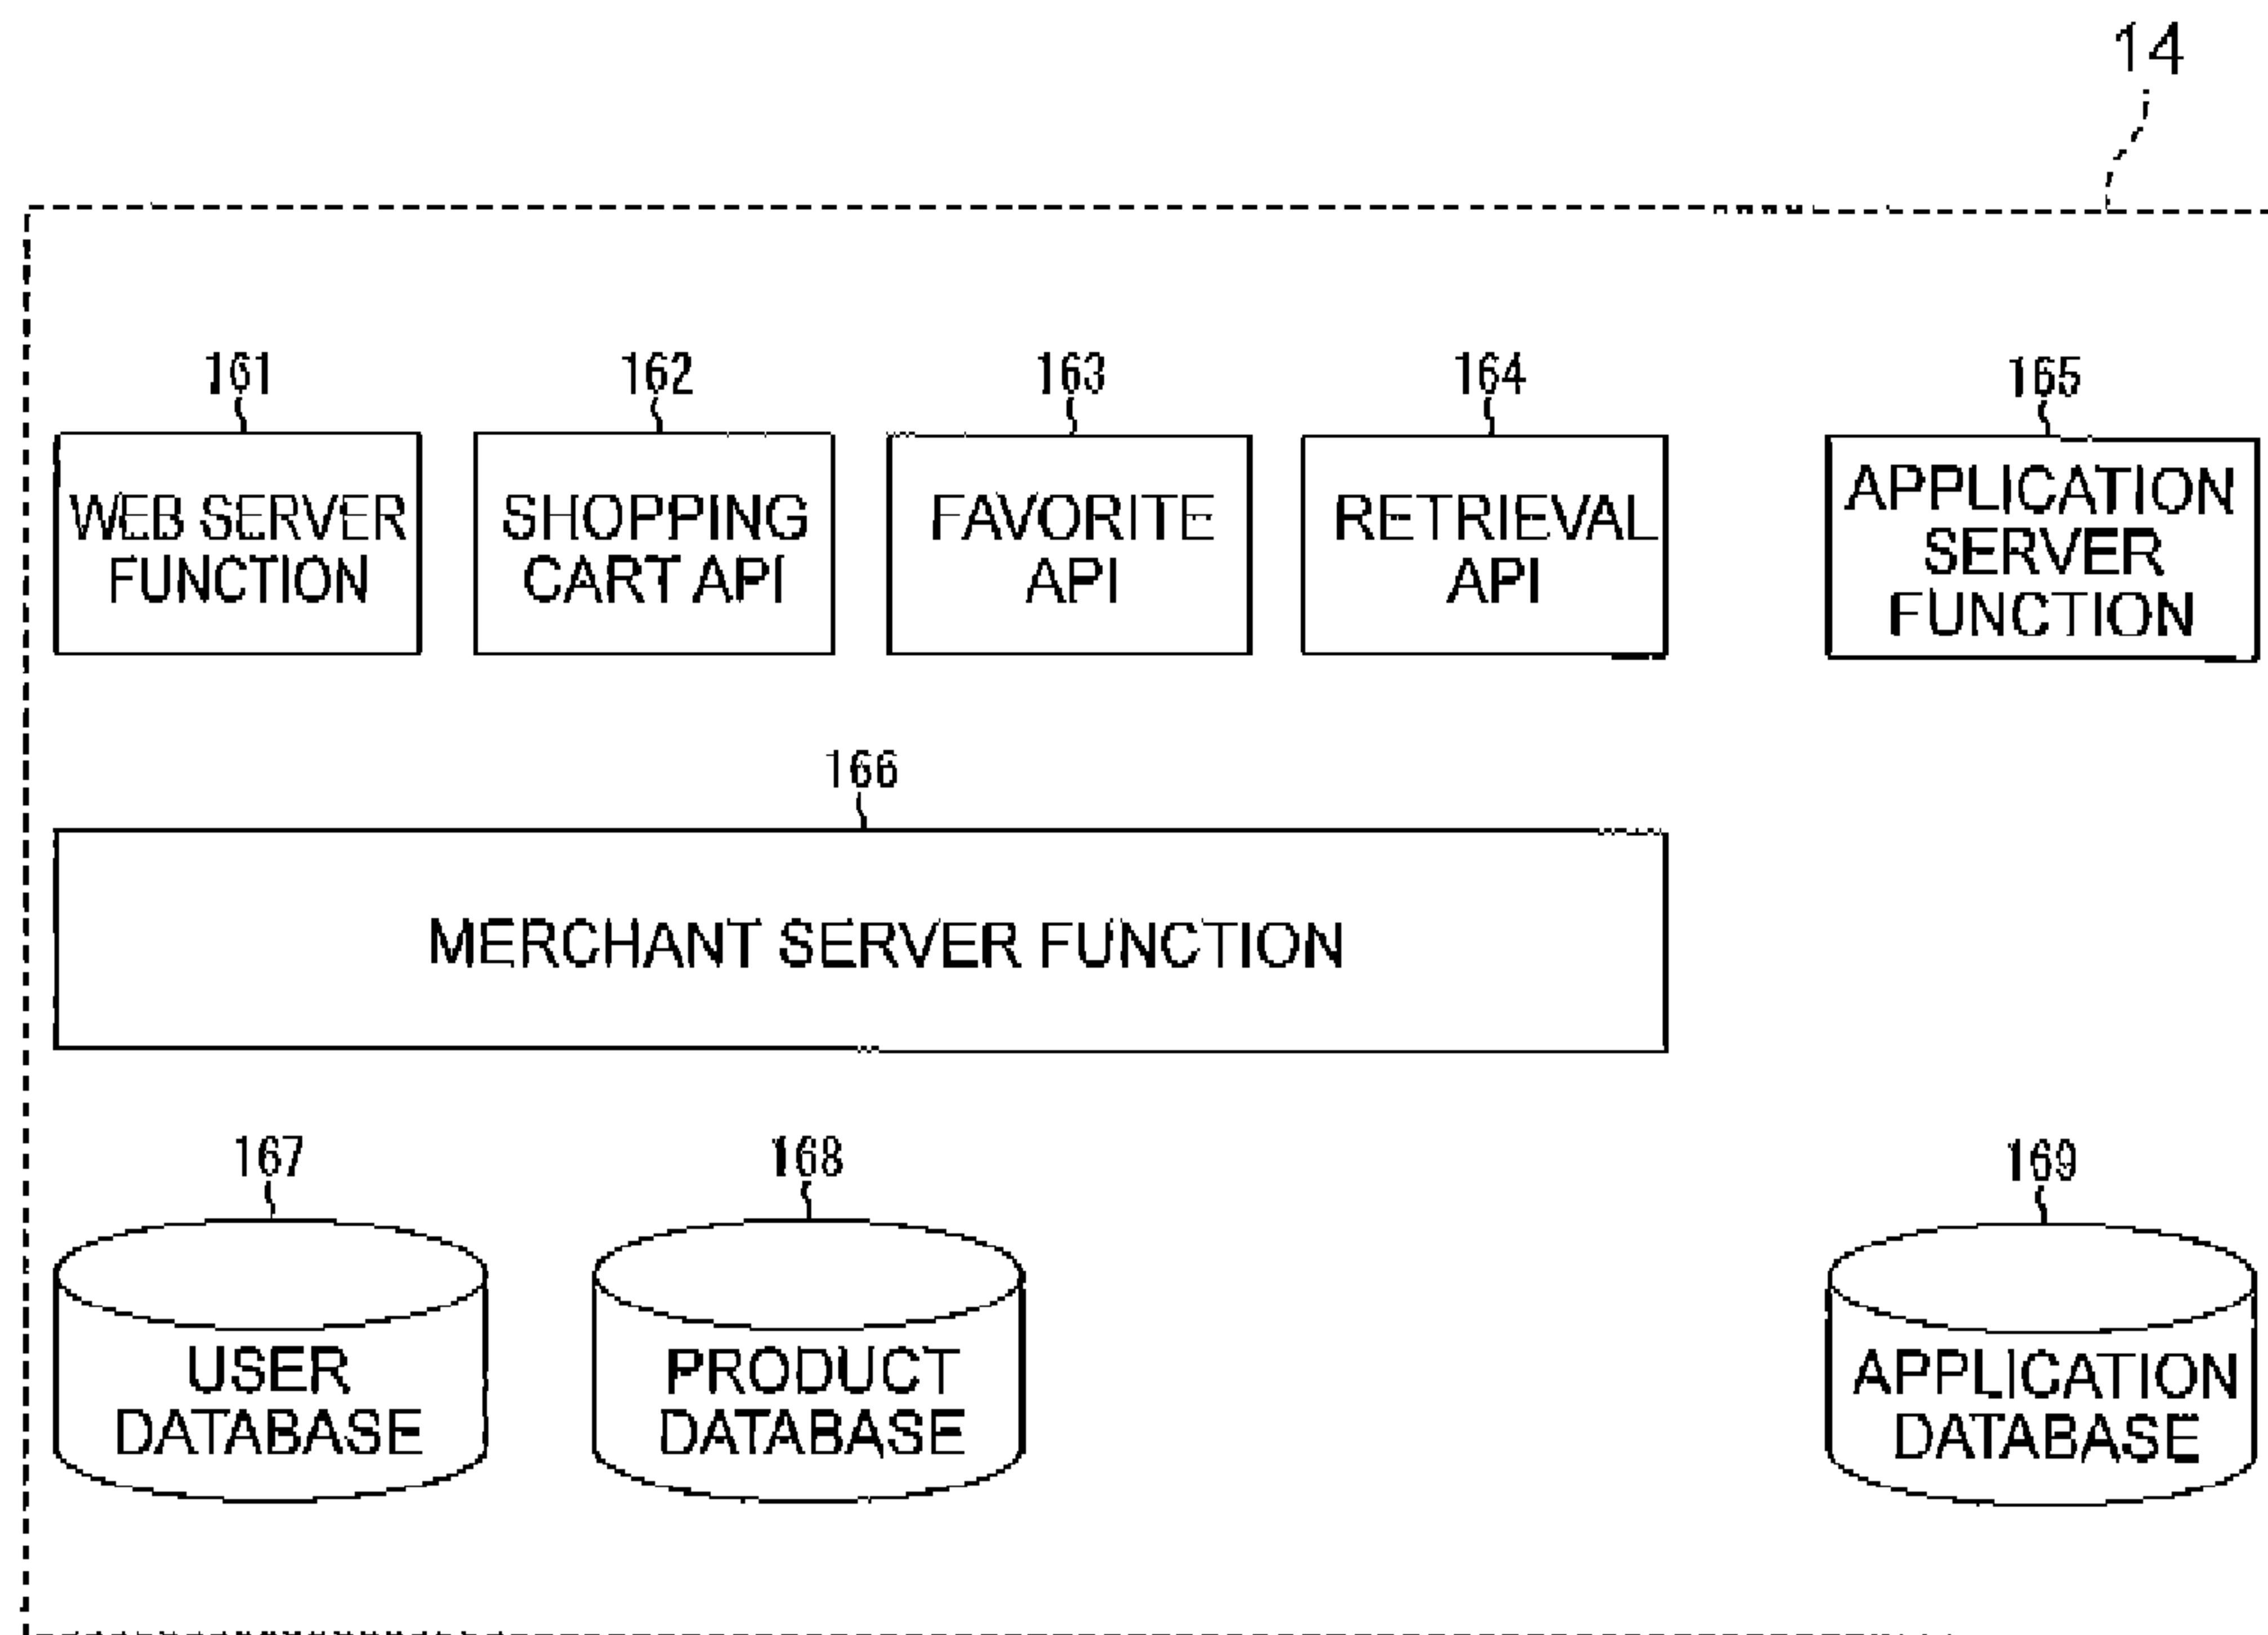 14
161
162
163
164
165
WEB SERVER
FUNCTION
SHOPPING
CART API
FAVORITE
API
RETRIEVAL
API
APPLICATION
SERVER
FUNCTION
166
MERCHANT SERVER FUNCTION
167
168
169
USER
DATABASE
PRODUCT
DATABASE
APPLICATION
DATABASE